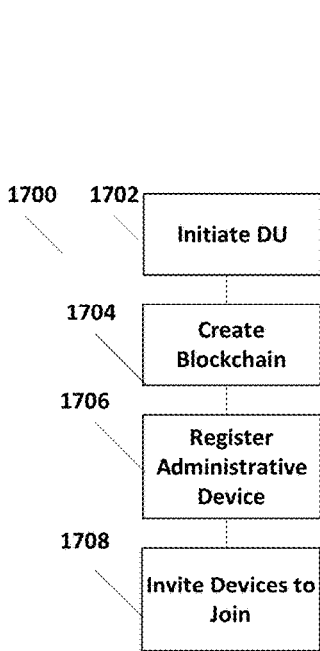 1700 1702
Initiate DU
1704
Create
Blockchain
1706
Register
Administrative
Device
1708
Invite Devices to
Join